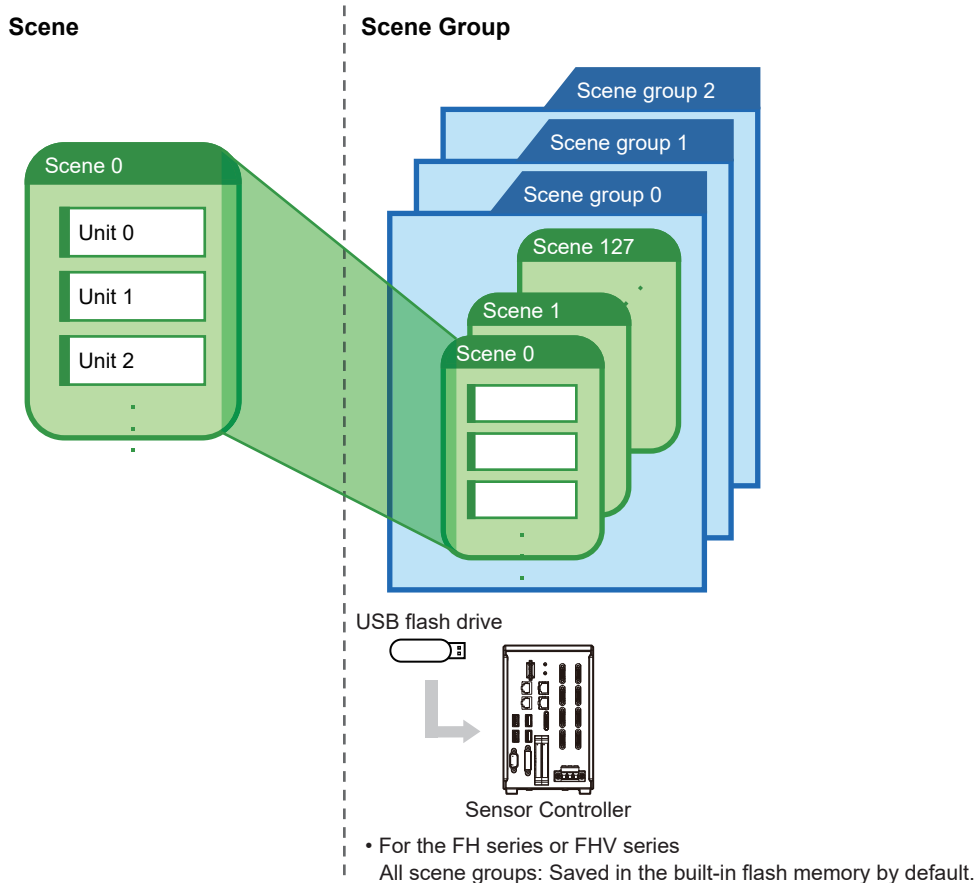 Scene
Scene Group
Scene 0
Unit 0
Unit 1
Unit 2
Scene group 2
Scene group 1
Scene group 0
Scene 127
Scene 1
Scene 0
USB flash drive
Sensor Controller
• For the FH series or FHV series
All scene groups: Saved in the built-in flash memory by default.